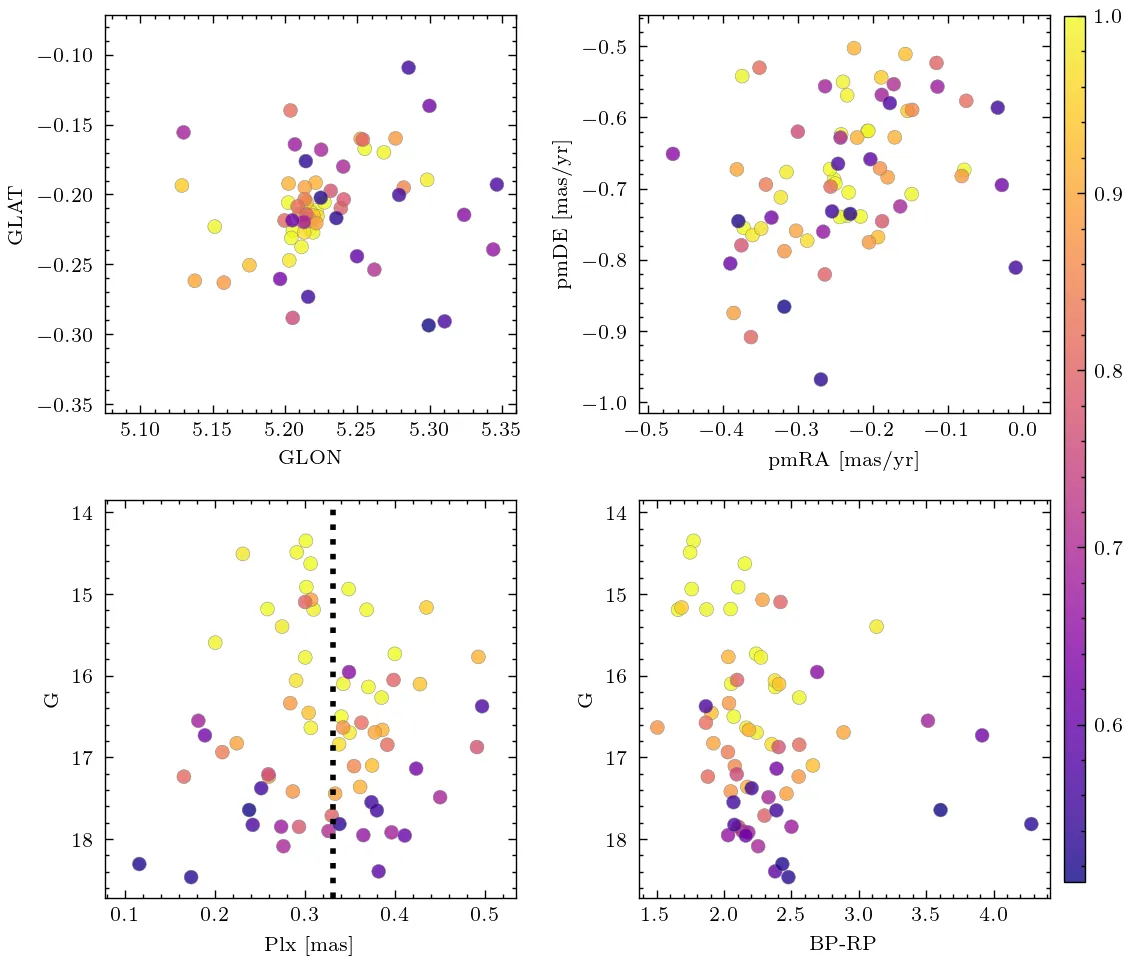 −0.10
−0.15
−0.20
−0.25
−0.30
−0.35
GLAT
5.10 5.15 5.20 5.25 5.30 5.35
GLON
−0.5
−0.6
−0.7
−0.8
−0.9
−1.0
pmDE [mas/yr]
−0.5 −0.4 −0.3 −0.2 −0.1 0.0
pmRA [mas/yr]
14
15
16
17
18
G
0.1 0.2 0.3 0.4 0.5
Plx [mas]
14
15
16
17
18
G
1.5 2.0 2.5 3.0 3.5 4.0
BP-RP
1.0
0.9
0.8
0.7
0.6